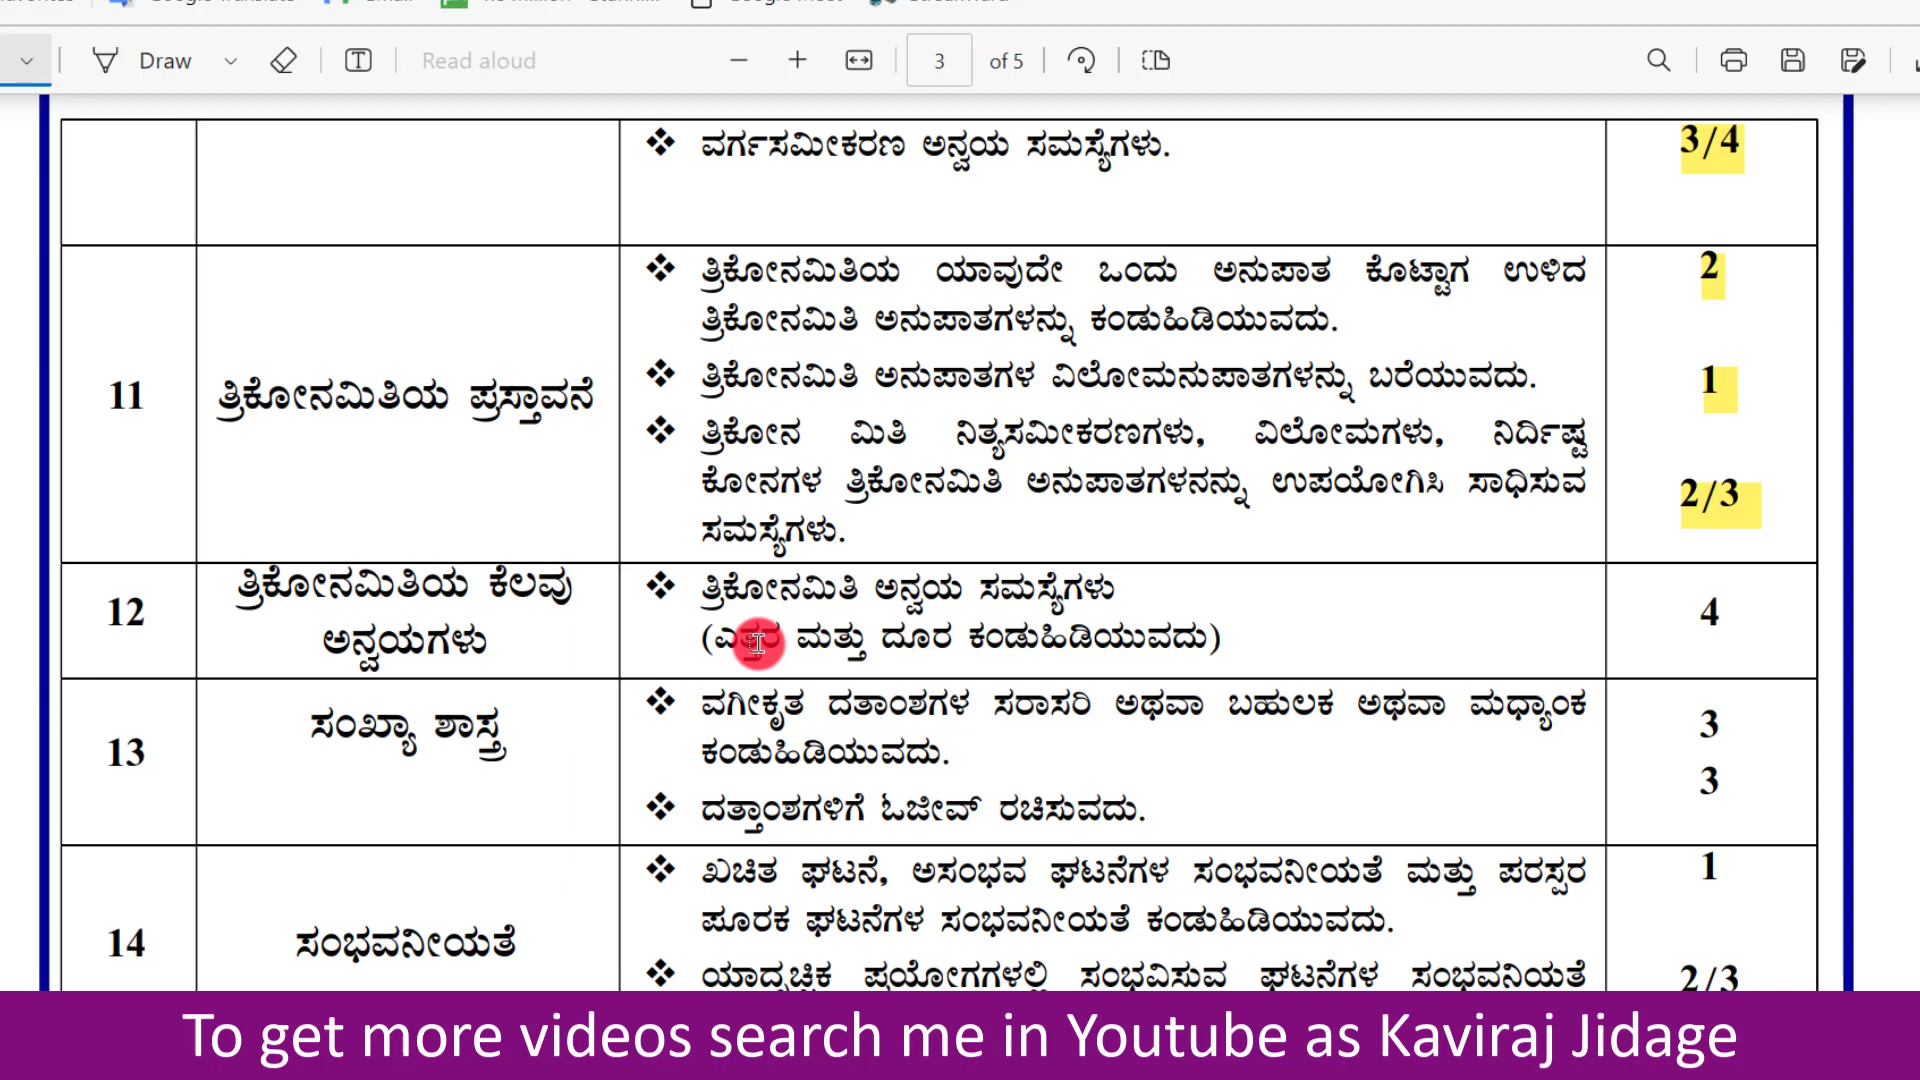 Draw
Read aloud
3
of 5
❖ ವರ್ಗಸಮೀಕರಣ ಅನ್ವಯ ಸಮಸ್ಯೆಗಳು.
3/4
11
ತ್ರಿಕೋನಮಿತಿಯ ಪ್ರಸ್ತಾವನೆ
❖ ತ್ರಿಕೋನಮಿತಿಯ ಯಾವುದೇ ಒಂದು ಅನುಪಾತ ಕೊಟ್ಟಾಗ ಉಳಿದ
ತ್ರಿಕೋನಮಿತಿ ಅನುಪಾತಗಳನ್ನು ಕಂಡುಹಿಡಿಯುವದು.
2
❖ ತ್ರಿಕೋನಮಿತಿ ಅನುಪಾತಗಳ ವಿಲೋಮನುಪಾತಗಳನ್ನು ಬರೆಯುವದು.
1
❖ ತ್ರಿಕೋನ ಮಿತಿ ನಿತ್ಯಸಮೀಕರಣಗಳು, ವಿಲೋಮಗಳು, ನಿರ್ದಿಷ್ಟ
ಕೋನಗಳ ತ್ರಿಕೋನಮಿತಿ ಅನುಪಾತಗಳನನ್ನು ಉಪಯೋಗಿಸಿ ಸಾಧಿಸುವ
ಸಮಸ್ಯೆಗಳು.
2/3
12
ತ್ರಿಕೋನಮಿತಿಯ ಕೆಲವು
ಅನ್ವಯಗಳು
❖ ತ್ರಿಕೋನಮಿತಿ ಅನ್ವಯ ಸಮಸ್ಯೆಗಳು
(ಎತ್ತರ ಮತ್ತು ದೂರ ಕಂಡುಹಿಡಿಯುವದು)
4
13
ಸಂಖ್ಯಾ ಶಾಸ್ತ್ರ
❖ ವರ್ಗೀಕೃತ ದತಾಂಶಗಳ ಸರಾಸರಿ ಅಥವಾ ಬಹುಲಕ ಅಥವಾ ಮಧ್ಯಾಂಕ
ಕಂಡುಹಿಡಿಯುವದು.
3
❖ ದತ್ತಾಂಶಗಳಿಗೆ ಓಜೀವ್ ರಚಿಸುವದು.
3
14
ಸಂಭವನೀಯತೆ
❖ ಖಚಿತ ಘಟನೆ, ಅಸಂಭವ ಘಟನೆಗಳ ಸಂಭವನೀಯತೆ ಮತ್ತು ಪರಸ್ಪರ
ಪೂರಕ ಘಟನೆಗಳ ಸಂಭವನೀಯತೆ ಕಂಡುಹಿಡಿಯುವದು.
1
❖ ಯಾದೃಚ್ಛಿಕ ಪ್ರಯೋಗಗಳಲ್ಲಿ ಸಂಭವಿಸುವ ಘಟನೆಗಳ ಸಂಭವನಿಯತೆ
2/3
To get more videos search me in Youtube as Kaviraj Jidage